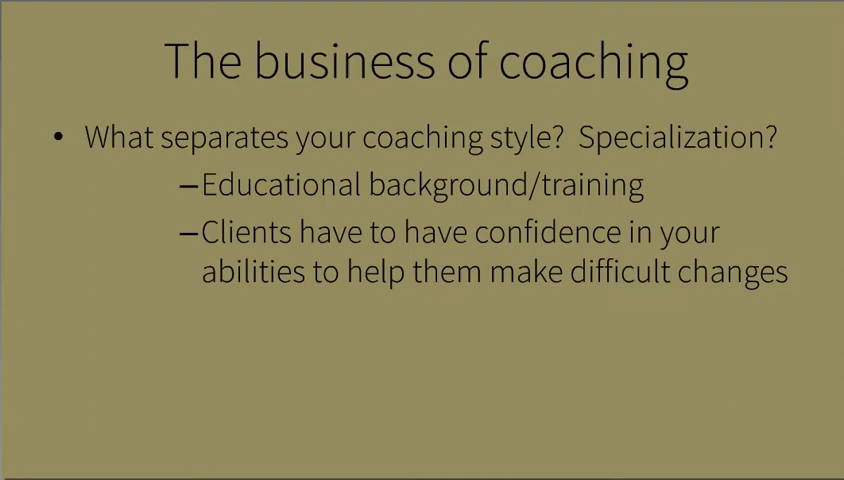 The business of coaching
• What separates your coaching style?  Specialization?
–Educational background/training
–Clients have to have confidence in your
abilities to help them make difficult changes